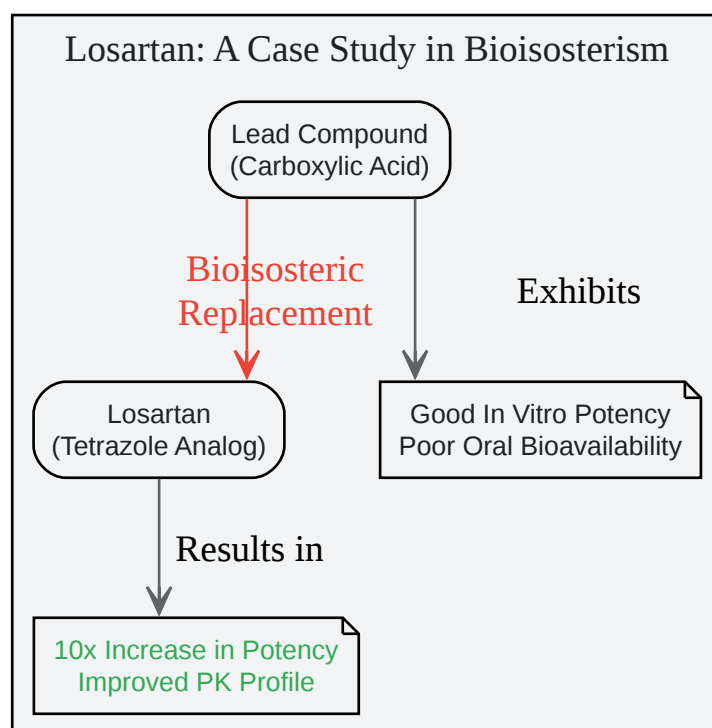 Losartan: A Case Study in Bioisosterism
Lead Compound
(Carboxylic Acid)
Bioisosteric
Replacement
Exhibits
Losartan
(Tetrazole Analog)
Good In Vitro Potency
Poor Oral Bioavailability
Results in
10x Increase in Potency
Improved PK Profile